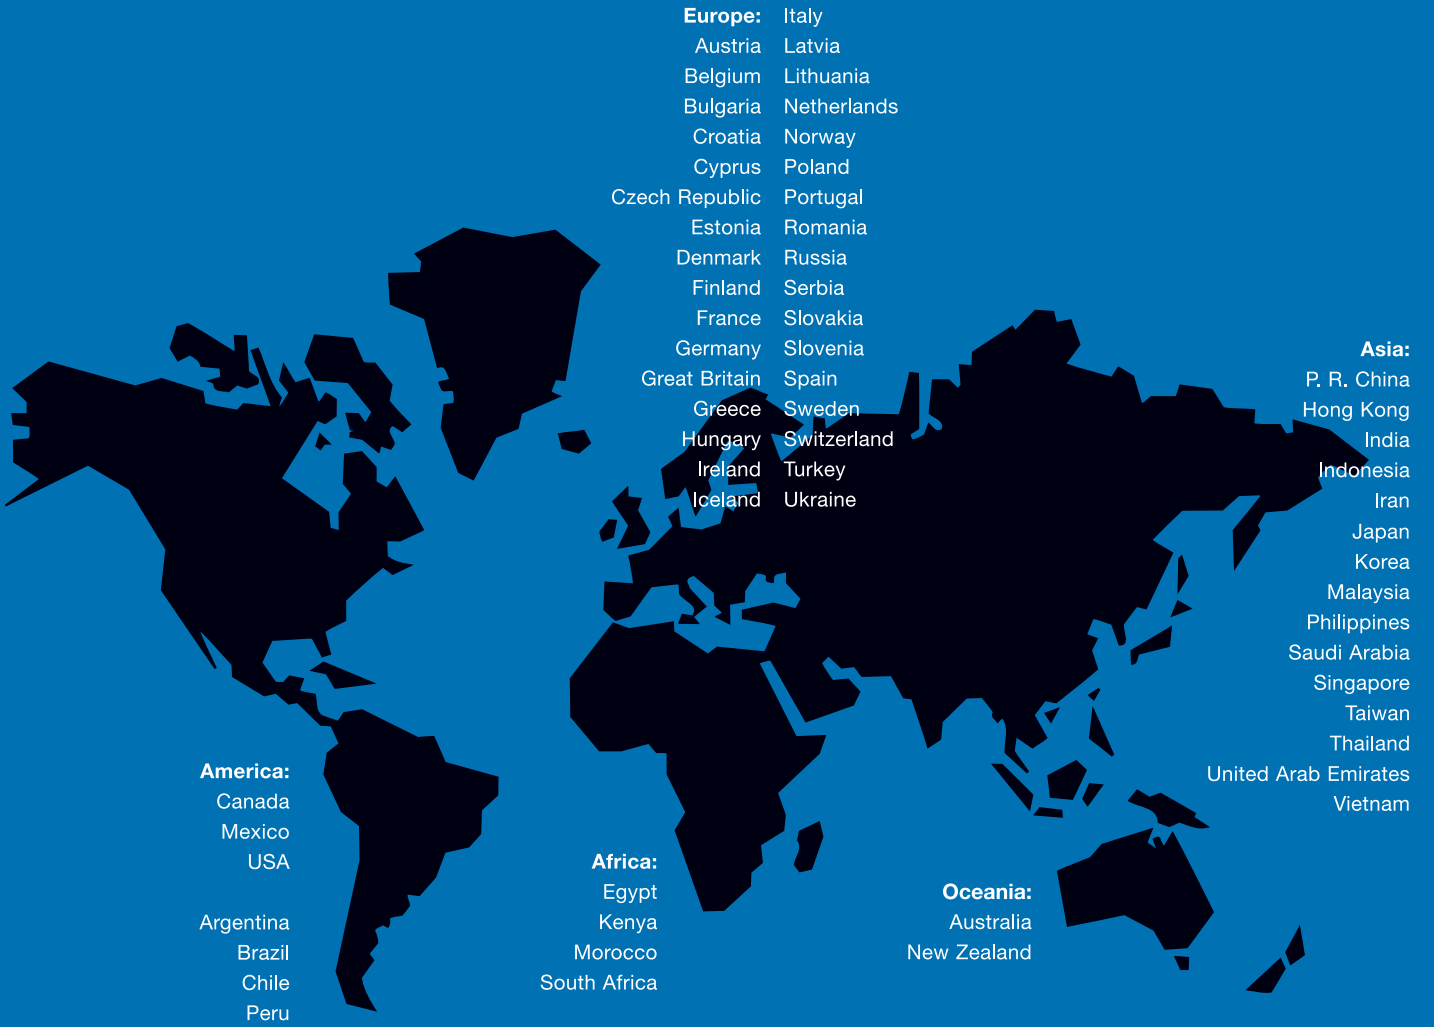 Europe:
Austria
Belgium
Bulgaria
Croatia
Cyprus
Czech Republic
Estonia
Denmark
Finland
France
Germany
Great Britain
Greece
Hungary
Ireland
Iceland
Italy
Latvia
Lithuania
Netherlands
Norway
Poland
Portugal
Romania
Russia
Serbia
Slovakia
Slovenia
Spain
Sweden
Switzerland
Turkey
Ukraine
Asia:
P. R. China
Hong Kong
India
Indonesia
Iran
Japan
Korea
Malaysia
Philippines
Saudi Arabia
Singapore
Taiwan
Thailand
United Arab Emirates
Vietnam
America:
Canada
Mexico
USA
Argentina
Brazil
Chile
Peru
Africa:
Egypt
Kenya
Morocco
South Africa
Oceania:
Australia
New Zealand